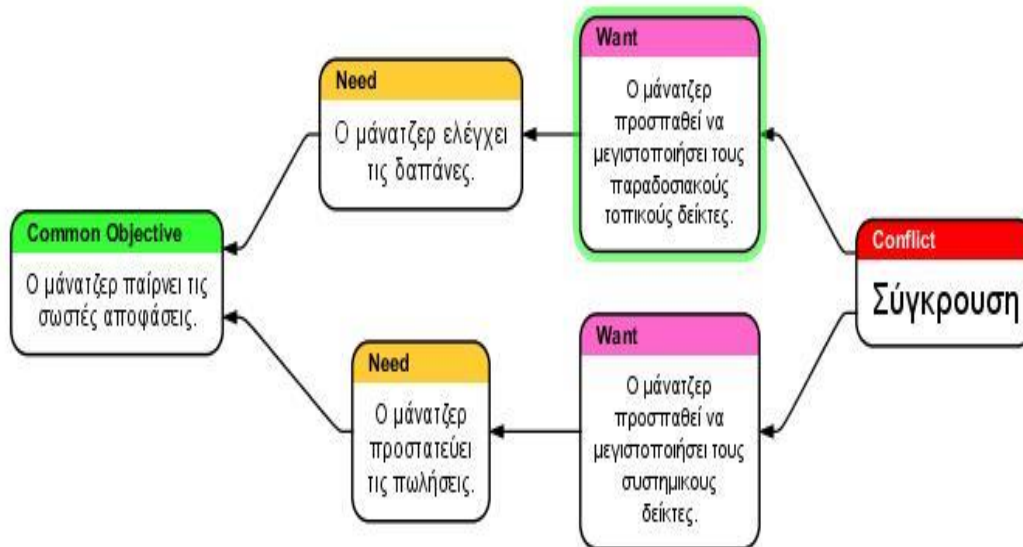 Want
Ο μάνατζερ
προσπαθεί να
μεγιστοποιήσει τους
παραδοσιακούς
τοπικούς δείκτες.
Need
Ο μάνατζερ ελέγχει
τις δαπάνες.
Common Objective
Ο μάνατζερ παίρνει τις
σωστές αποφάσεις.
Conflict
Σύγκρουση
Need
Ο μάνατζερ
προστατεύει
τις πωλήσεις.
Want
Ο μάνατζερ
προσπαθεί να
μεγιστοποιήσει τους
συστημικους
δείκτες.